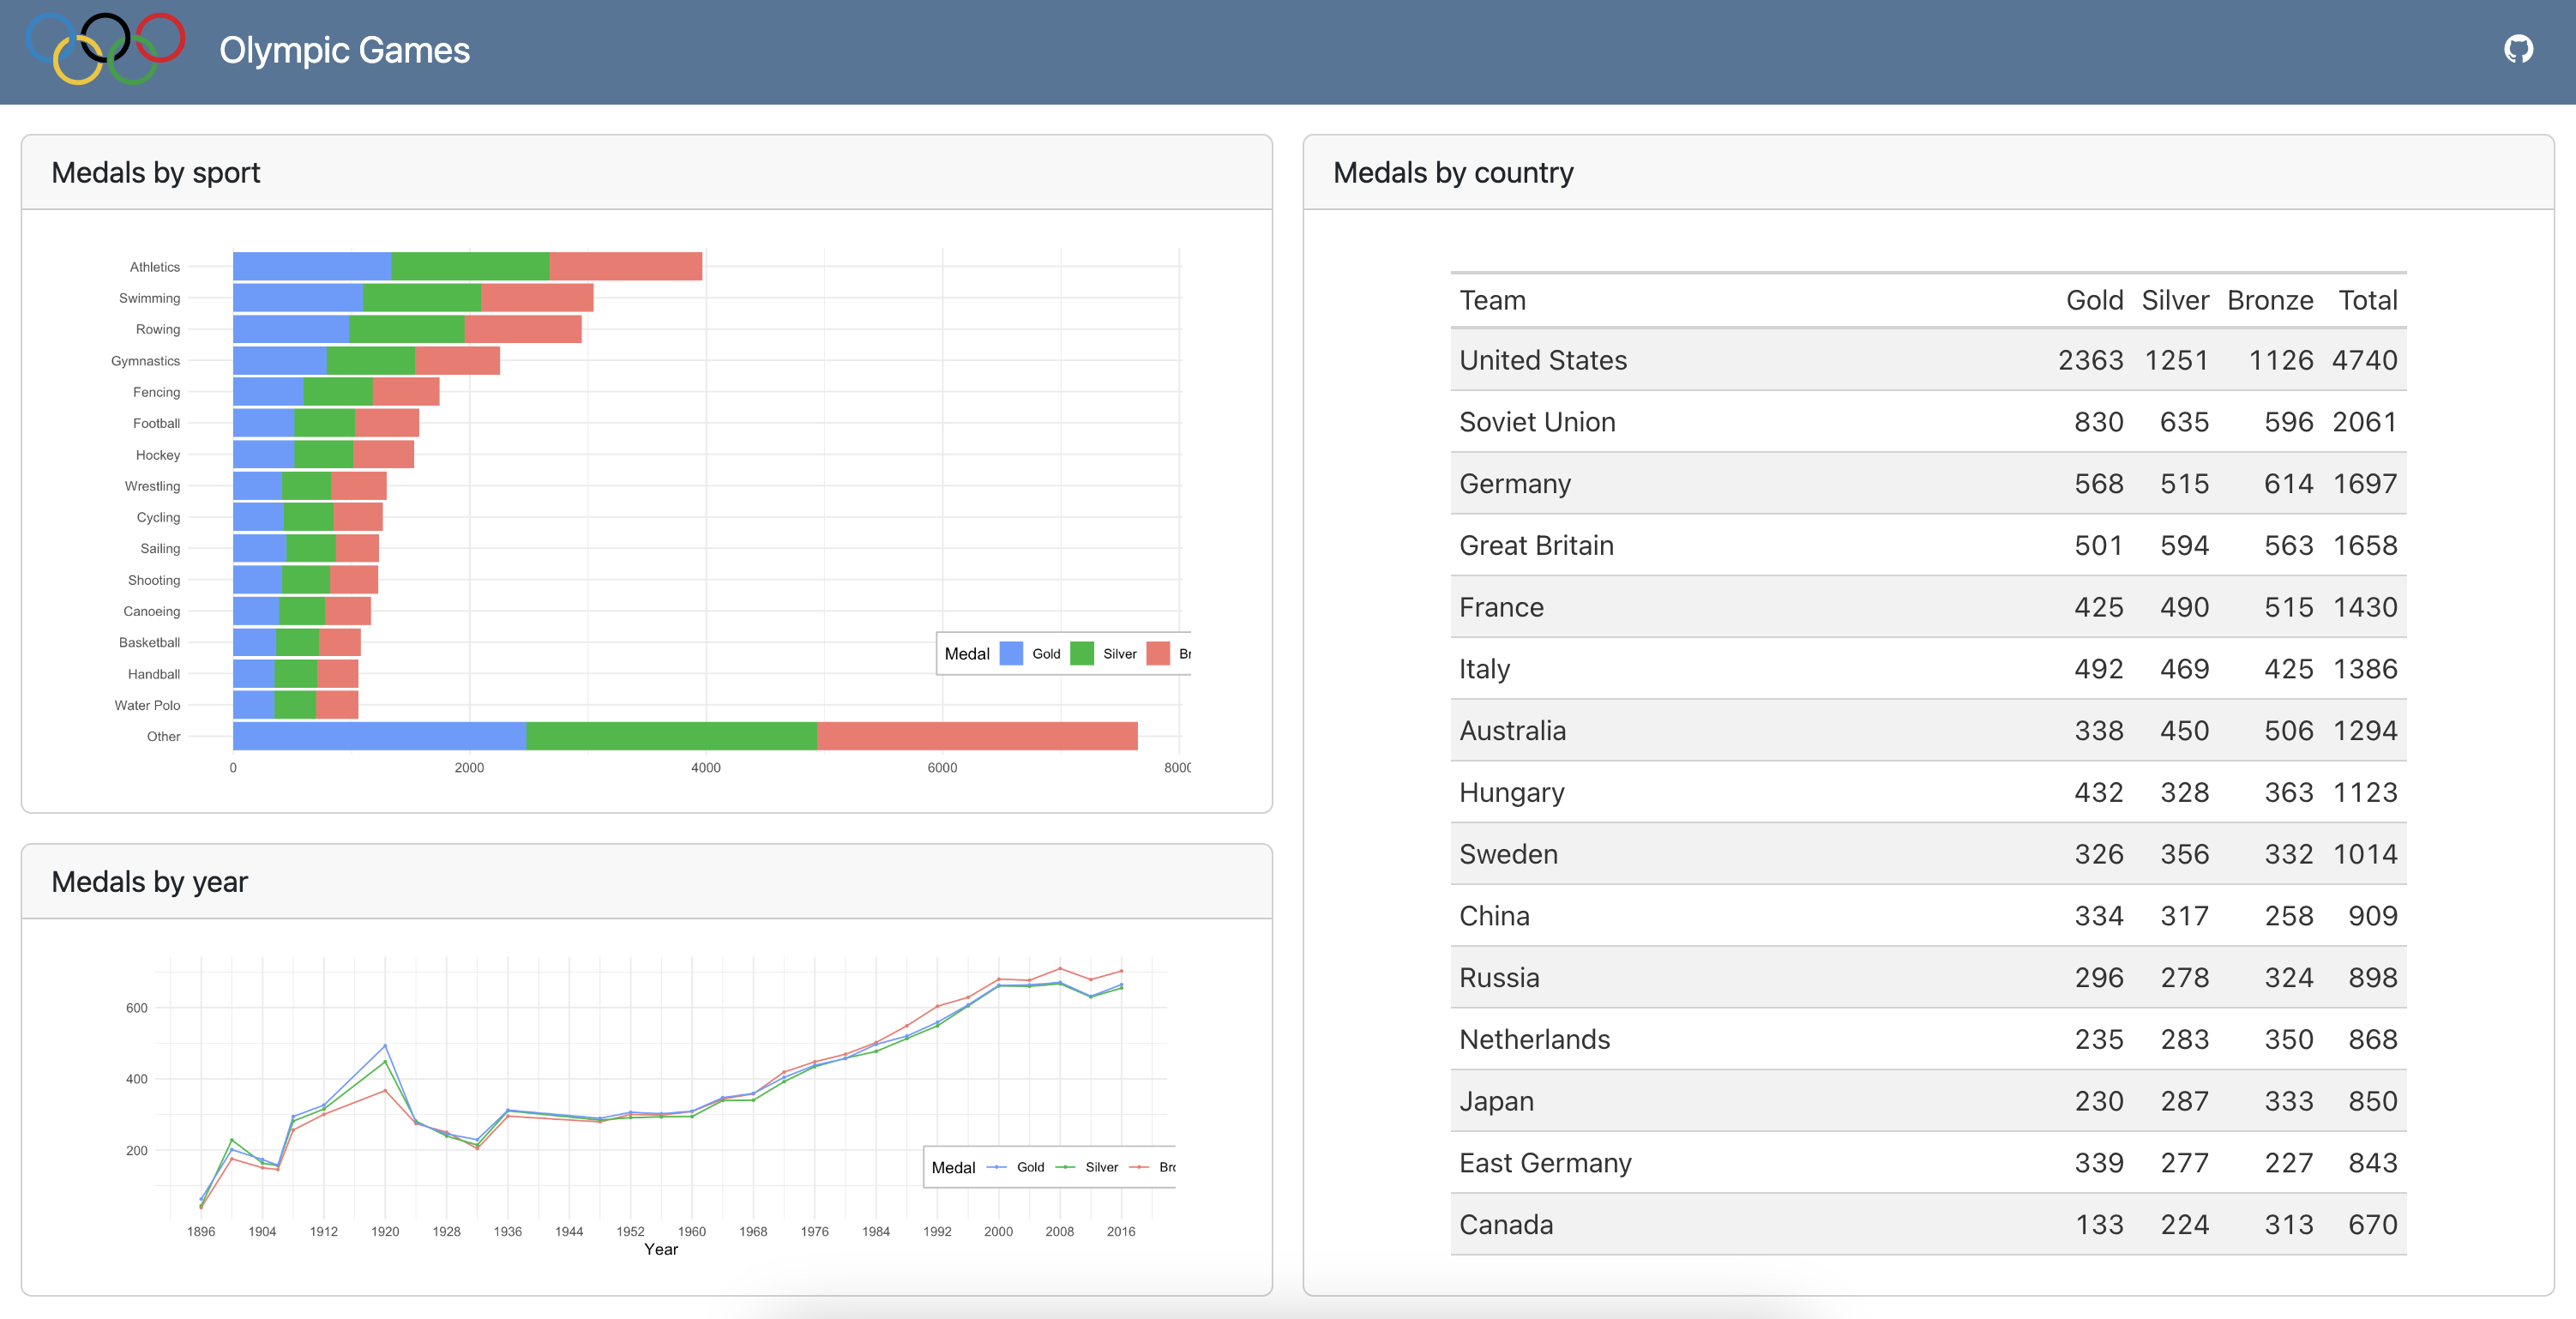 Olympic Games
Medals by sport
Athletics
Swimming
Rowing
Gymnastics
Fencing
Football
Hockey
Wrestling
Cycling
Sailing
Shooting
Canoeing
Basketball
Handball
Water Polo
Other
Medal Gold Silver Br
0 2000 4000 6000 8000
Medals by year
600
400
200
Medal Gold Silver Bro
1896 1904 1912 1920 1928 1936 1944 1952 1960 1968 1976 1984 1992 2000 2008 2016
Year
Medals by country
Team Gold Silver Bronze Total
United States 2363 1251 1126 4740
Soviet Union 830 635 596 2061
Germany 568 515 614 1697
Great Britain 501 594 563 1658
France 425 490 515 1430
Italy 492 469 425 1386
Australia 338 450 506 1294
Hungary 432 328 363 1123
Sweden 326 356 332 1014
China 334 317 258 909
Russia 296 278 324 898
Netherlands 235 283 350 868
Japan 230 287 333 850
East Germany 339 277 227 843
Canada 133 224 313 670